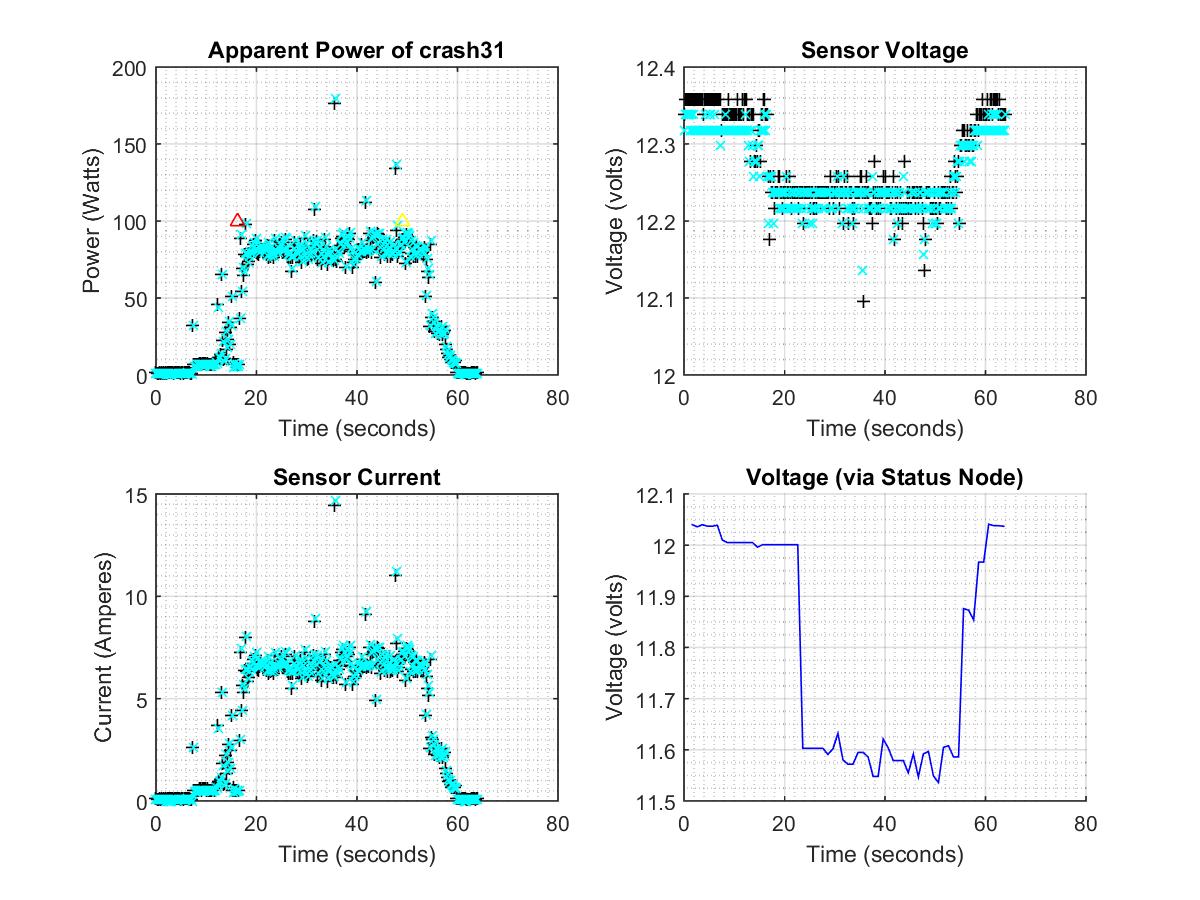 Apparent Power of crash31
200
150
100
50
0
Power (Watts)
0 20 40 60 80
Time (seconds)
Sensor Voltage
12.4
12.3
12.2
12.1
12
Voltage (volts)
0 20 40 60 80
Time (seconds)
Sensor Current
15
10
5
0
Current (Amperes)
0 20 40 60 80
Time (seconds)
Voltage (via Status Node)
12.1
12
11.9
11.8
11.7
11.6
11.5
Voltage (volts)
0 20 40 60 80
Time (seconds)